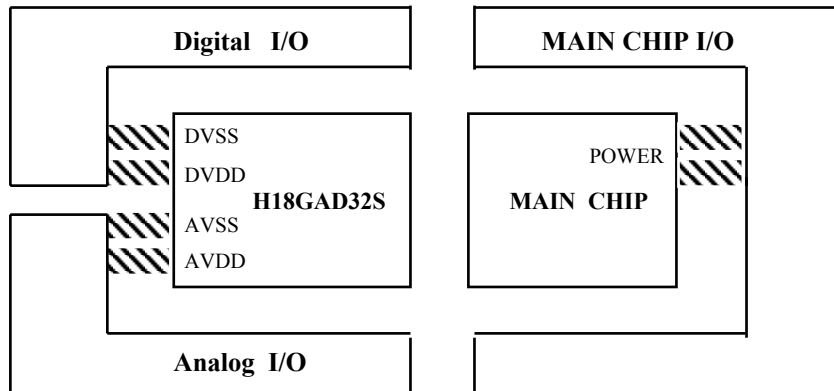 Digital I/O
MAIN CHIP I/O
DVSS
DVDD
H18GAD32S
AVSS
AVDD
POWER
MAIN CHIP
Analog I/O